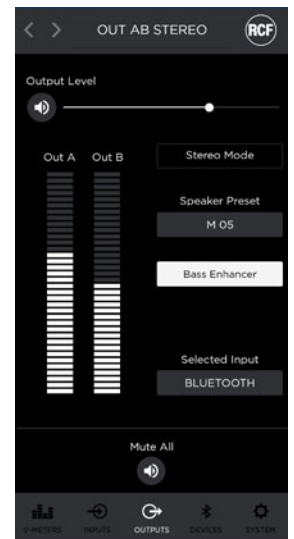 OUT AB STEREO
RCF
Output Level
Out A Out B
Stereo Mode
Speaker Preset
M 05
Bass Enhancer
Selected Input
BLUETOOTH
Mute All
V-METERS INPUTS OUTPUTS DEVICES SYSTEM